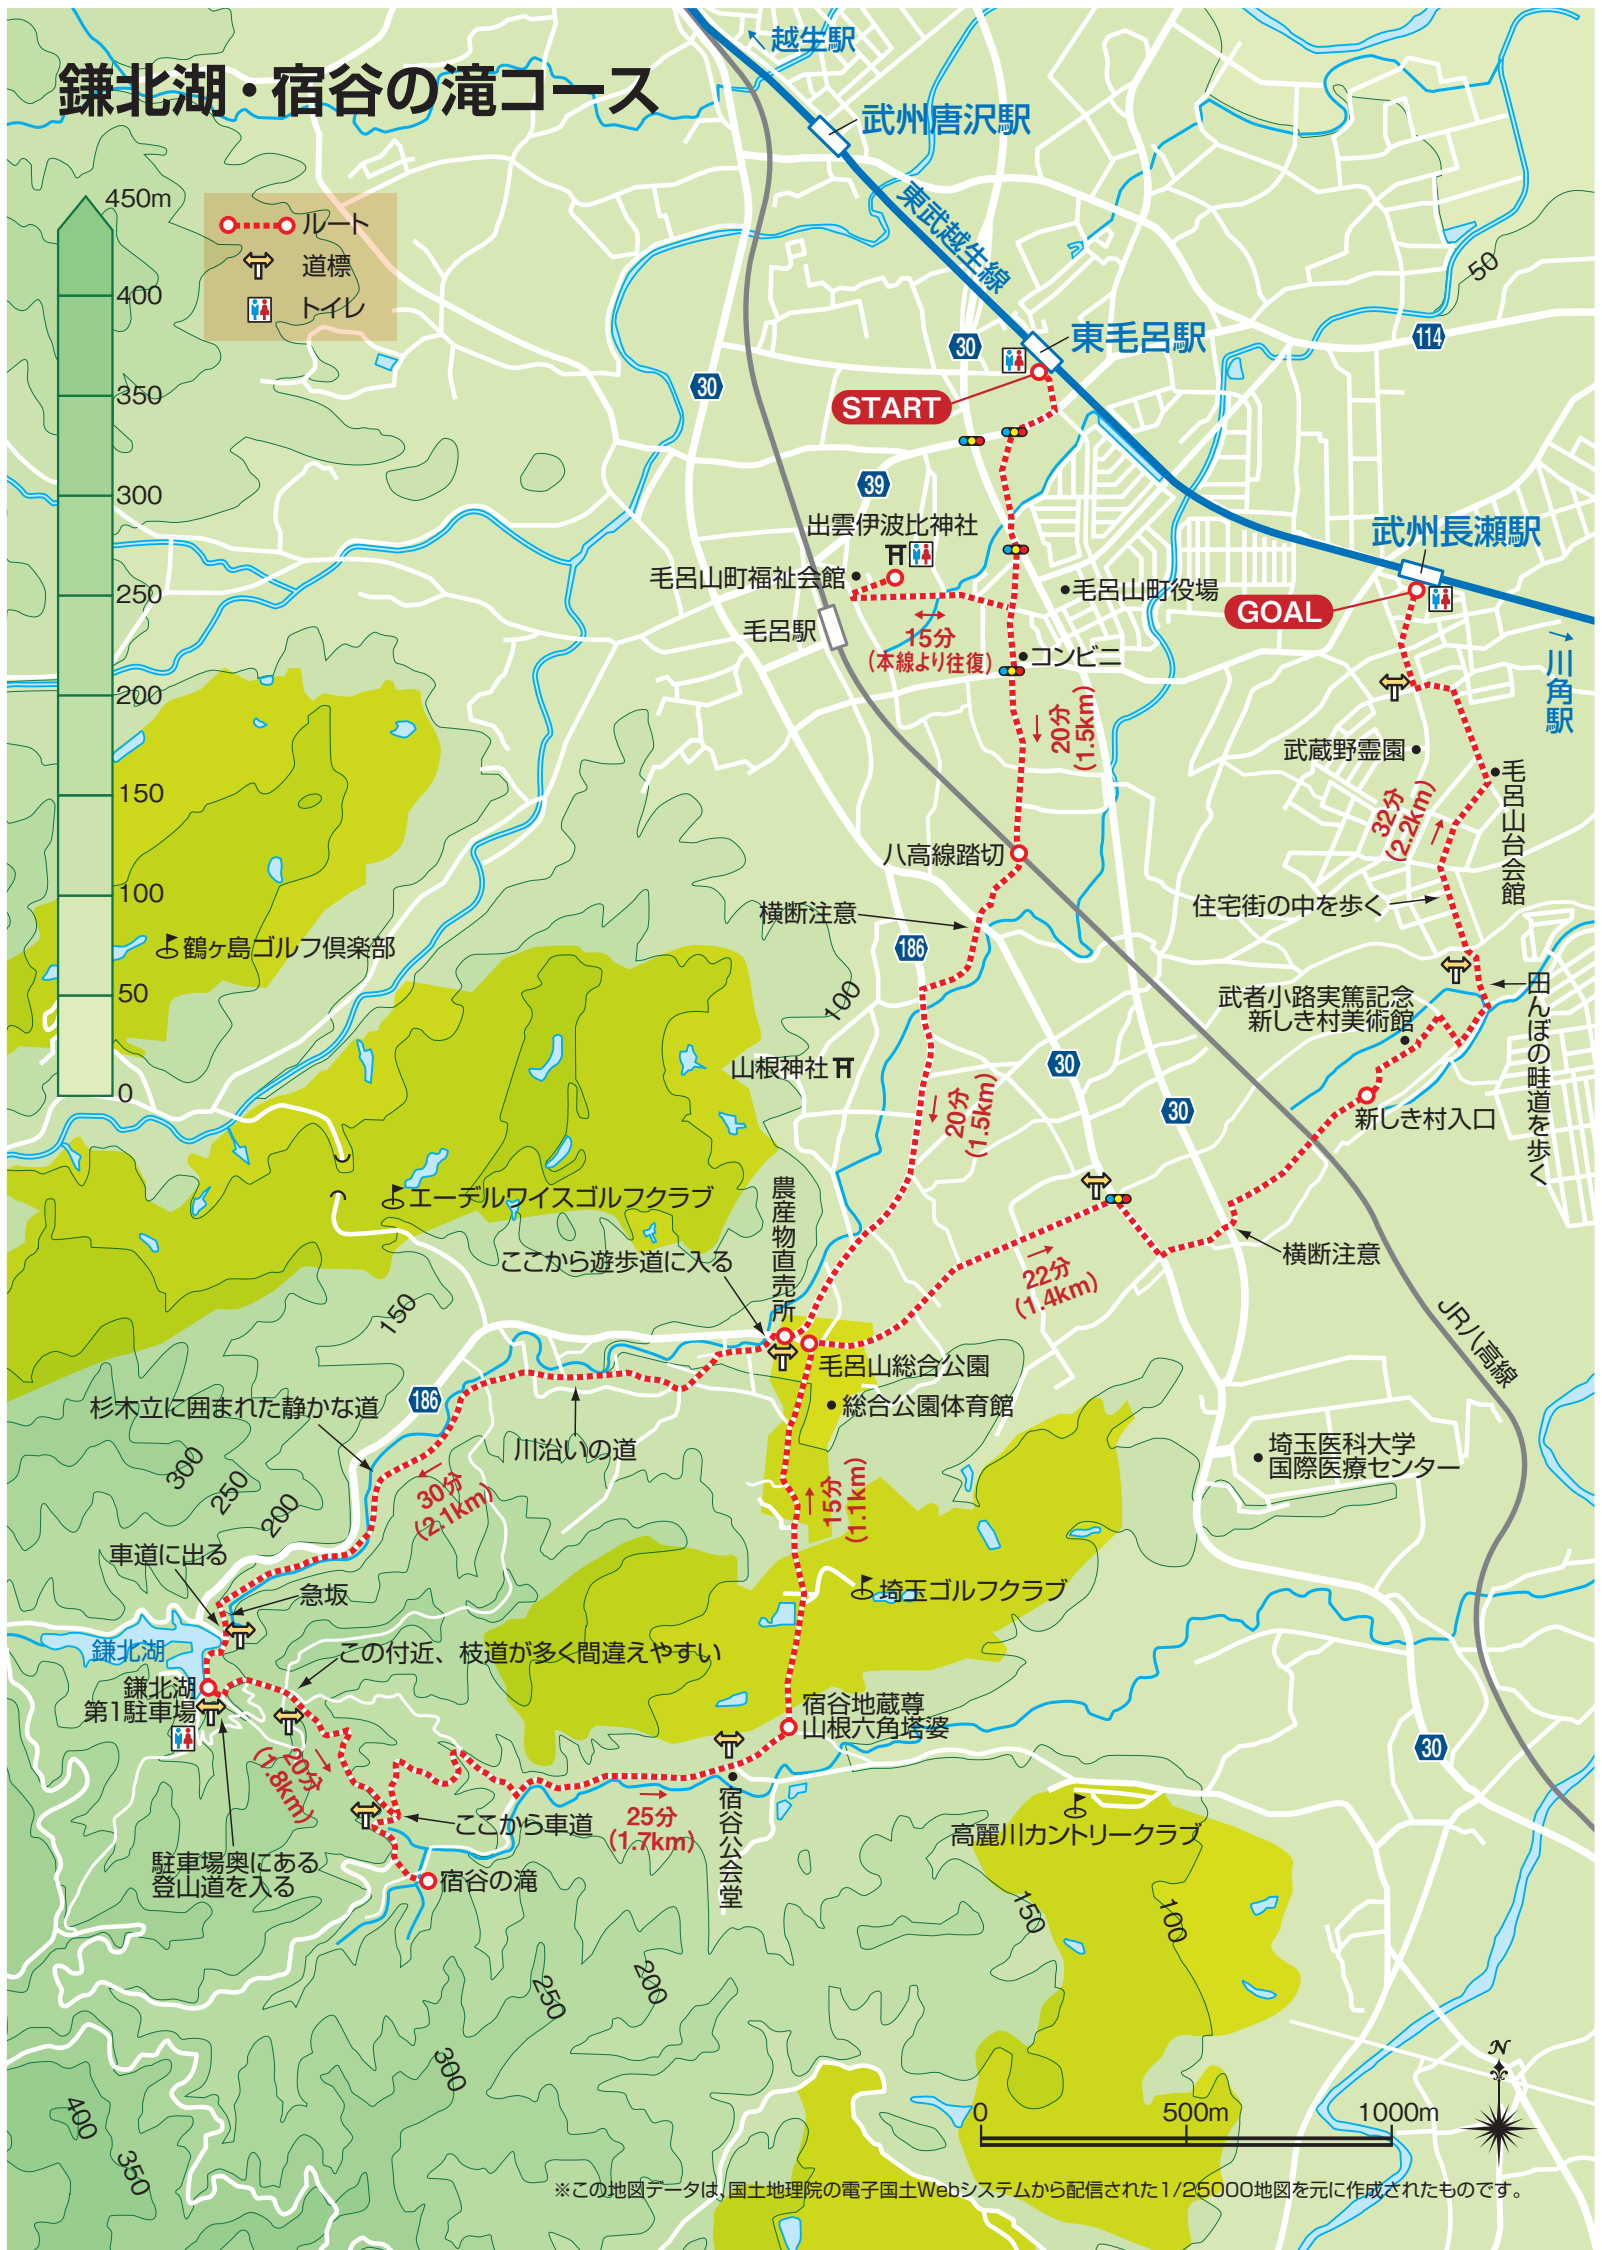 鎌北湖・宿谷の滝コース
↖越生駅
武州唐沢駅
東武越生線
450m
400
350
300
250
200
150
100
50
0
ルート
道標
トイレ
50
114
30
東毛呂駅
30
START
39
出雲伊波比神社
毛呂山町福祉会館
毛呂駅
15分
(本線より往復)
毛呂山町役場
コンビニ
武州長瀬駅
GOAL
→
川角駅
20分
(1.5km)
武蔵野霊園
毛呂山台会館
32分
(2.2km)
八高線踏切
横断注意
186
住宅街の中を歩く
鶴ヶ島ゴルフ倶楽部
100
武者小路実篤記念
新しき村美術館
田んぼの畦道を歩く
山根神社
30
30
20分
(1.5km)
新しき村入口
エーデルワイスゴルフクラブ
農産物直売所
ここから遊歩道に入る
22分
(1.4km)
横断注意
JR八高線
150
毛呂山総合公園
総合公園体育館
186
杉木立に囲まれた静かな道
川沿いの道
埼玉医科大学
国際医療センター
300
250
200
30分
(2.1km)
15分
(1.1km)
車道に出る
急坂
埼玉ゴルフクラブ
鎌北湖
この付近、枝道が多く間違えやすい
鎌北湖
第1駐車場
宿谷地蔵尊
山根六角塔婆
30
20分
(1.8km)
ここから車道
25分
(1.7km)
宿谷公会堂
高麗川カントリークラブ
駐車場奥にある
登山道を入る
宿谷の滝
150
100
250
200
300
400
350
N
0
500m
1000m
※この地図データは、国土地理院の電子国土Webシステムから配信された1/25000地図を元に作成されたものです。